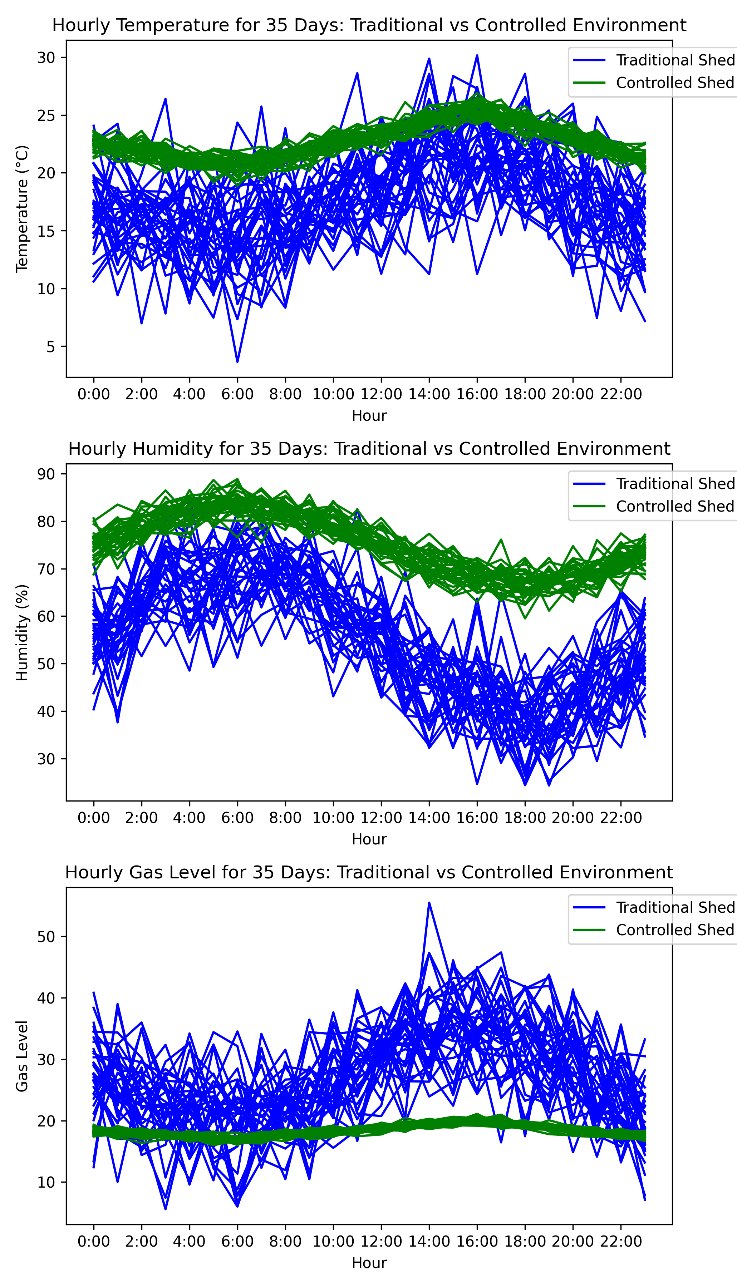 Hourly Temperature for 35 Days: Traditional vs Controlled Environment
Traditional Shed
Controlled Shed
30
25
20
15
10
5
Temperature (°C)
0:00 2:00 4:00 6:00 8:00 10:00 12:00 14:00 16:00 18:00 20:00 22:00
Hour
Hourly Humidity for 35 Days: Traditional vs Controlled Environment
Traditional Shed
Controlled Shed
90
80
70
60
50
40
30
Humidity (%)
0:00 2:00 4:00 6:00 8:00 10:00 12:00 14:00 16:00 18:00 20:00 22:00
Hour
Hourly Gas Level for 35 Days: Traditional vs Controlled Environment
Traditional Shed
Controlled Shed
50
40
30
20
10
Gas Level
0:00 2:00 4:00 6:00 8:00 10:00 12:00 14:00 16:00 18:00 20:00 22:00
Hour